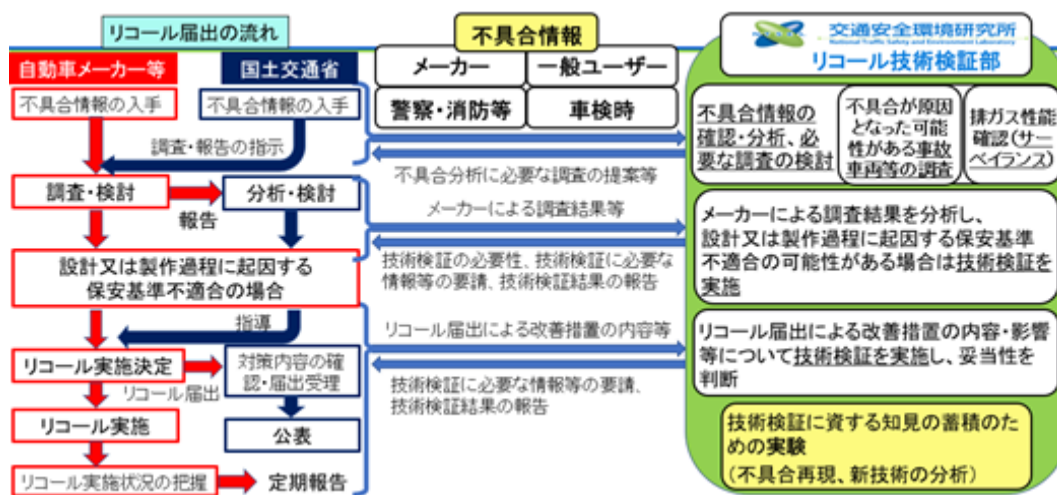 リコール届出の流れ
自動車メーカー等
国土交通省
不具合情報の入手
不具合情報の入手
調査・報告の指示
調査・検討
報告
分析・検討
設計又は製作過程に起因する
保安基準不適合の場合
指導
リコール実施決定
リコール届出
対策内容の確
認・届出受理
リコール実施
公表
リコール実施状況の把握
定期報告
不具合情報
メーカー
一般ユーザー
警察・消防等
車検時
不具合分析に必要な調査の提案等
メーカーによる調査結果等
技術検証の必要性、技術検証に必要な
情報等の要請、技術検証結果の報告
リコール届出による改善措置の内容等
技術検証に必要な情報等の要請、
技術検証結果の報告
交通安全環境研究所
National Traffic Safety and Environment Laboratory
リコール技術検証部
不具合情報の
確認・分析、必
要な調査の検討
不具合が原因
となった可能
性がある事故
車両等の調査
排ガス性能
確認(サー
ベイランス)
メーカーによる調査結果を分析し、
設計又は製作過程に起因する保安基準
不適合の可能性がある場合は技術検証を
実施
リコール届出による改善措置の内容・影響
等について技術検証を実施し、妥当性を
判断
技術検証に資する知見の蓄積のた
めの実験
(不具合再現、新技術の分析)